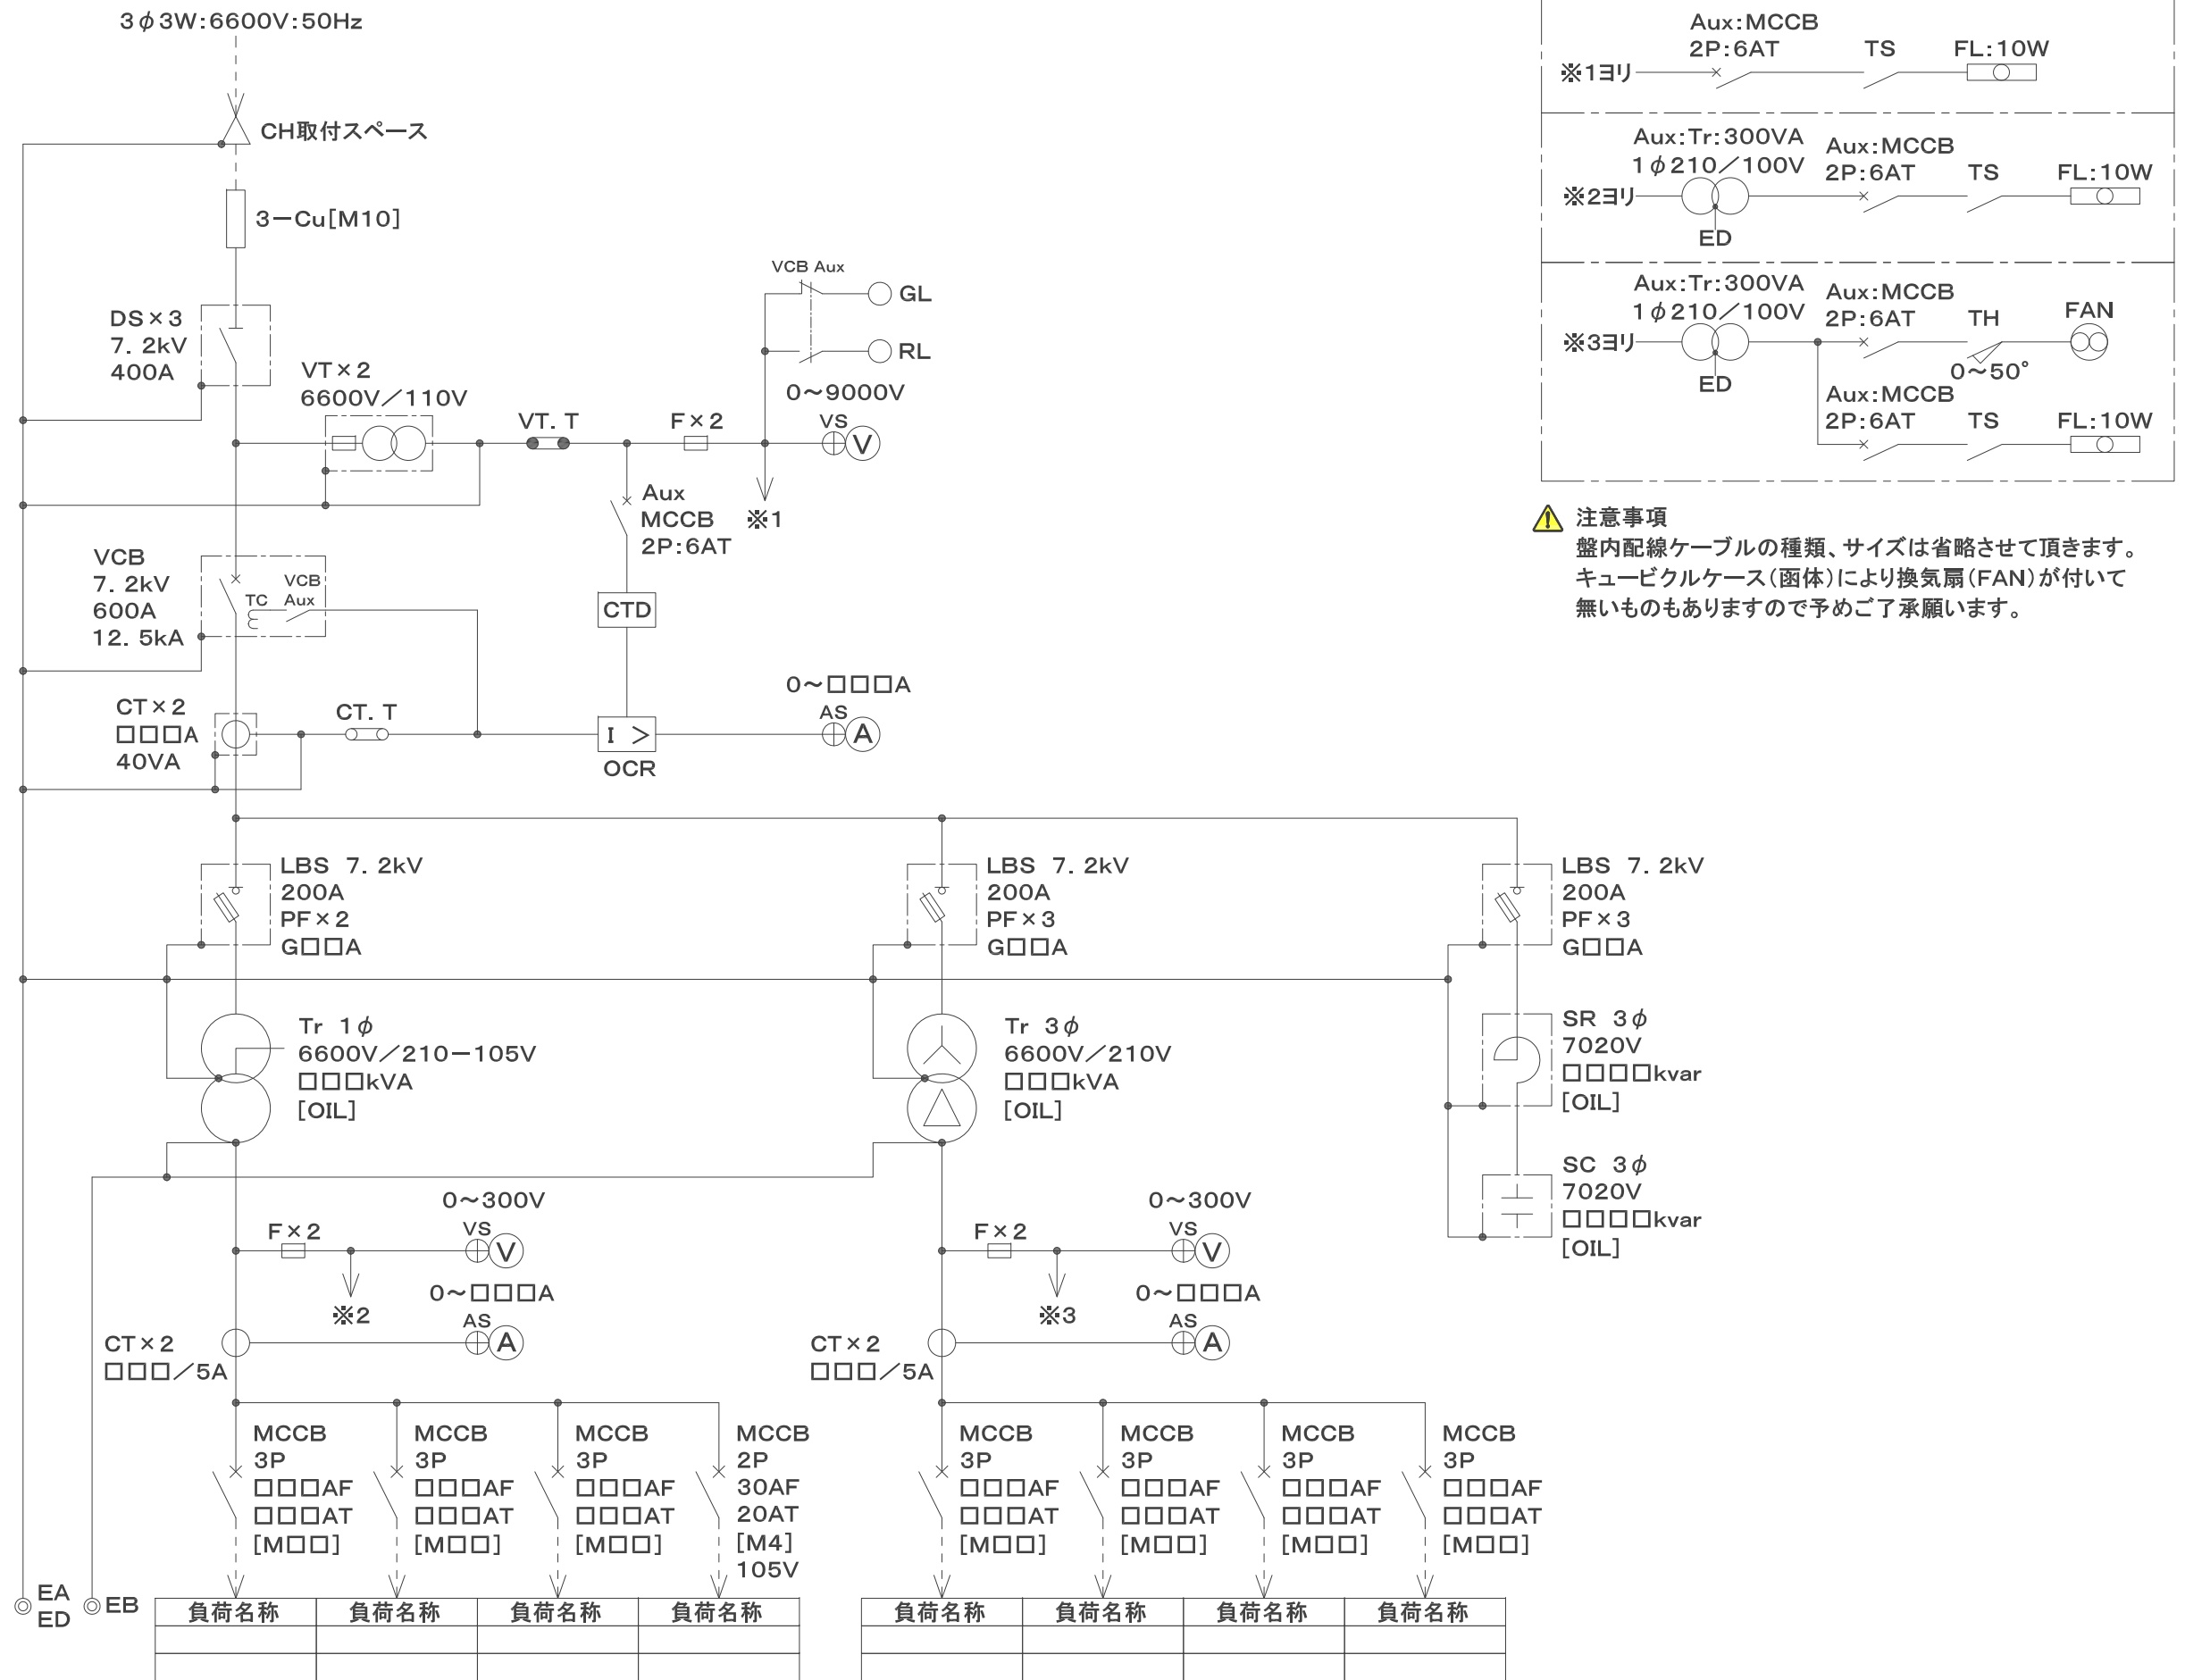 3φ3W:6600V:50Hz
CH取付スペース
3－Cu[M10]
DS×3
7.2kV
400A
VT×2
6600V／110V
VT.T
F×2
VCB Aux
GL
RL
0～9000V
VS
V
※1
Aux
MCCB
2P:6AT
CTD
VCB
7.2kV
600A
12.5kA
TC
VCB
Aux
CT×2
□□□A
40VA
CT.T
I >
OCR
0～□□□A
AS
A
LBS 7.2kV
200A
PF×2
G□□A
LBS 7.2kV
200A
PF×3
G□□A
LBS 7.2kV
200A
PF×3
G□□A
Tr 1φ
6600V／210－105V
□□□kVA
[OIL]
Tr 3φ
6600V／210V
□□□kVA
[OIL]
SR 3φ
7020V
□□□□kvar
[OIL]
SC 3φ
7020V
□□□□kvar
[OIL]
0～300V
F×2
VS
V
※2
0～□□□A
AS
A
CT×2
□□□／5A
0～300V
F×2
VS
V
※3
0～□□□A
AS
A
CT×2
□□□／5A
MCCB
3P
□□□AF
□□□AT
[M□□]
MCCB
3P
□□□AF
□□□AT
[M□□]
MCCB
3P
□□□AF
□□□AT
[M□□]
MCCB
2P
30AF
20AT
[M4]
105V
MCCB
3P
□□□AF
□□□AT
[M□□]
MCCB
3P
□□□AF
□□□AT
[M□□]
MCCB
3P
□□□AF
□□□AT
[M□□]
MCCB
3P
□□□AF
□□□AT
[M□□]
EA
ED
EB
負荷名称 負荷名称 負荷名称 負荷名称
負荷名称 負荷名称 負荷名称 負荷名称
Aux:MCCB
2P:6AT TS FL:10W
※1ヨリ
Aux:Tr:300VA
1φ210／100V
Aux:MCCB
2P:6AT TS FL:10W
※2ヨリ
ED
Aux:Tr:300VA
1φ210／100V
Aux:MCCB
2P:6AT TH FAN
※3ヨリ
ED
0～50°
Aux:MCCB
2P:6AT TS FL:10W
注意事項
盤内配線ケーブルの種類、サイズは省略させて頂きます。
キュービクルケース(函体)により換気扇(FAN)が付いて
無いものもありますので予めご了承願います。